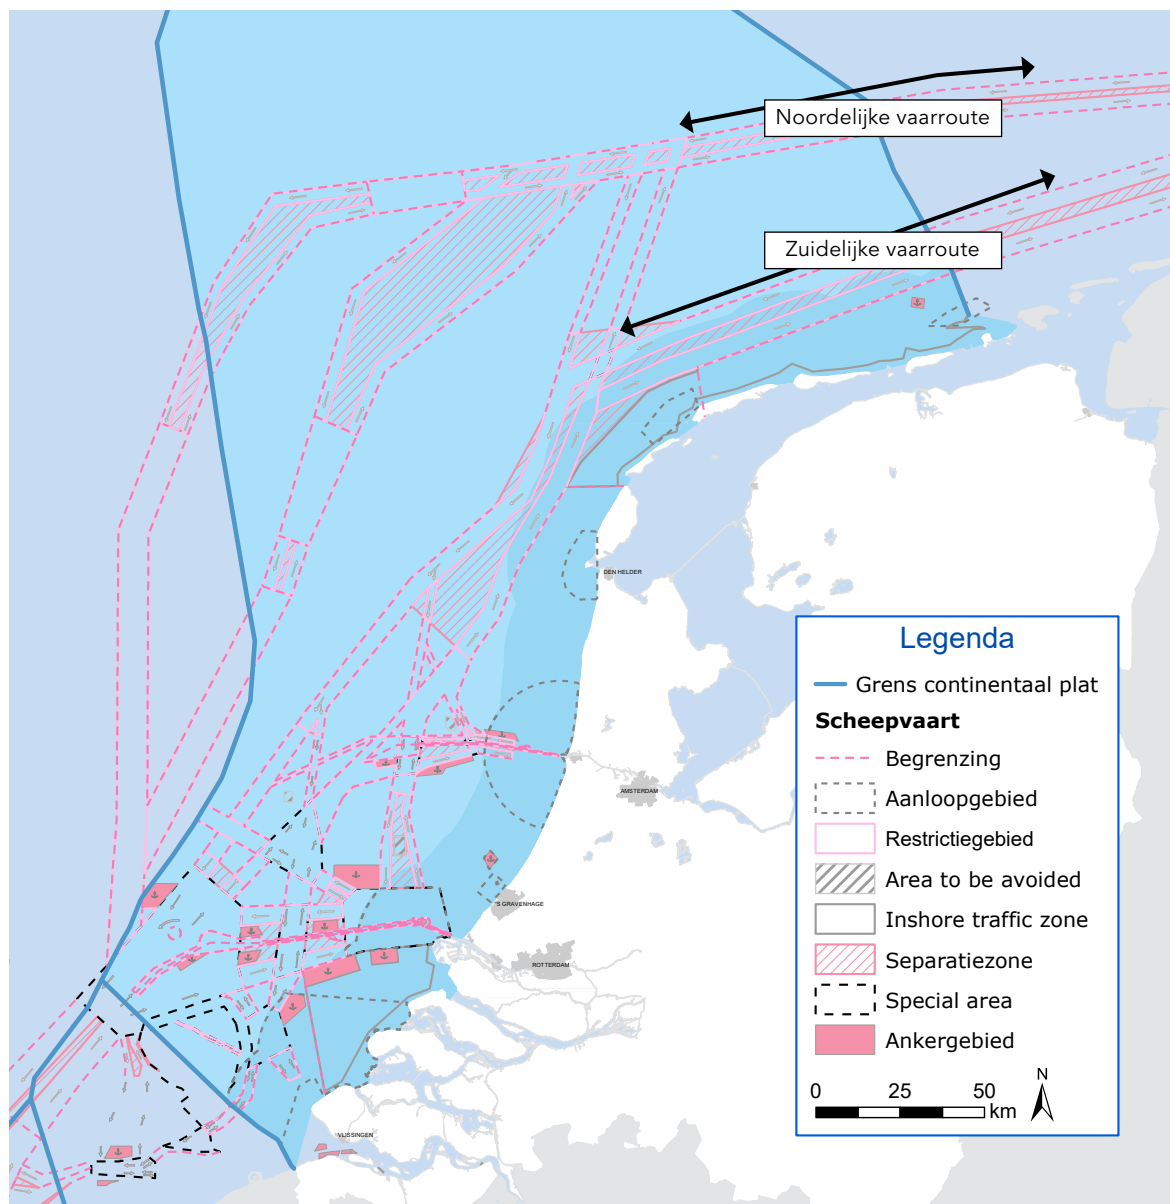 Noordelijke vaarroute
Zuidelijke vaarroute
DEN HELDER
AMSTERDAM
'S GRAVENHAGE
ROTTERDAM
VLISSINGEN
Legenda
Grens continentaal plat
Scheepvaart
Begrenzing
Aanloopgebied
Restrictiegebied
Area to be avoided
Inshore traffic zone
Separatiezone
Special area
Ankergebied
N
0 25 50
km